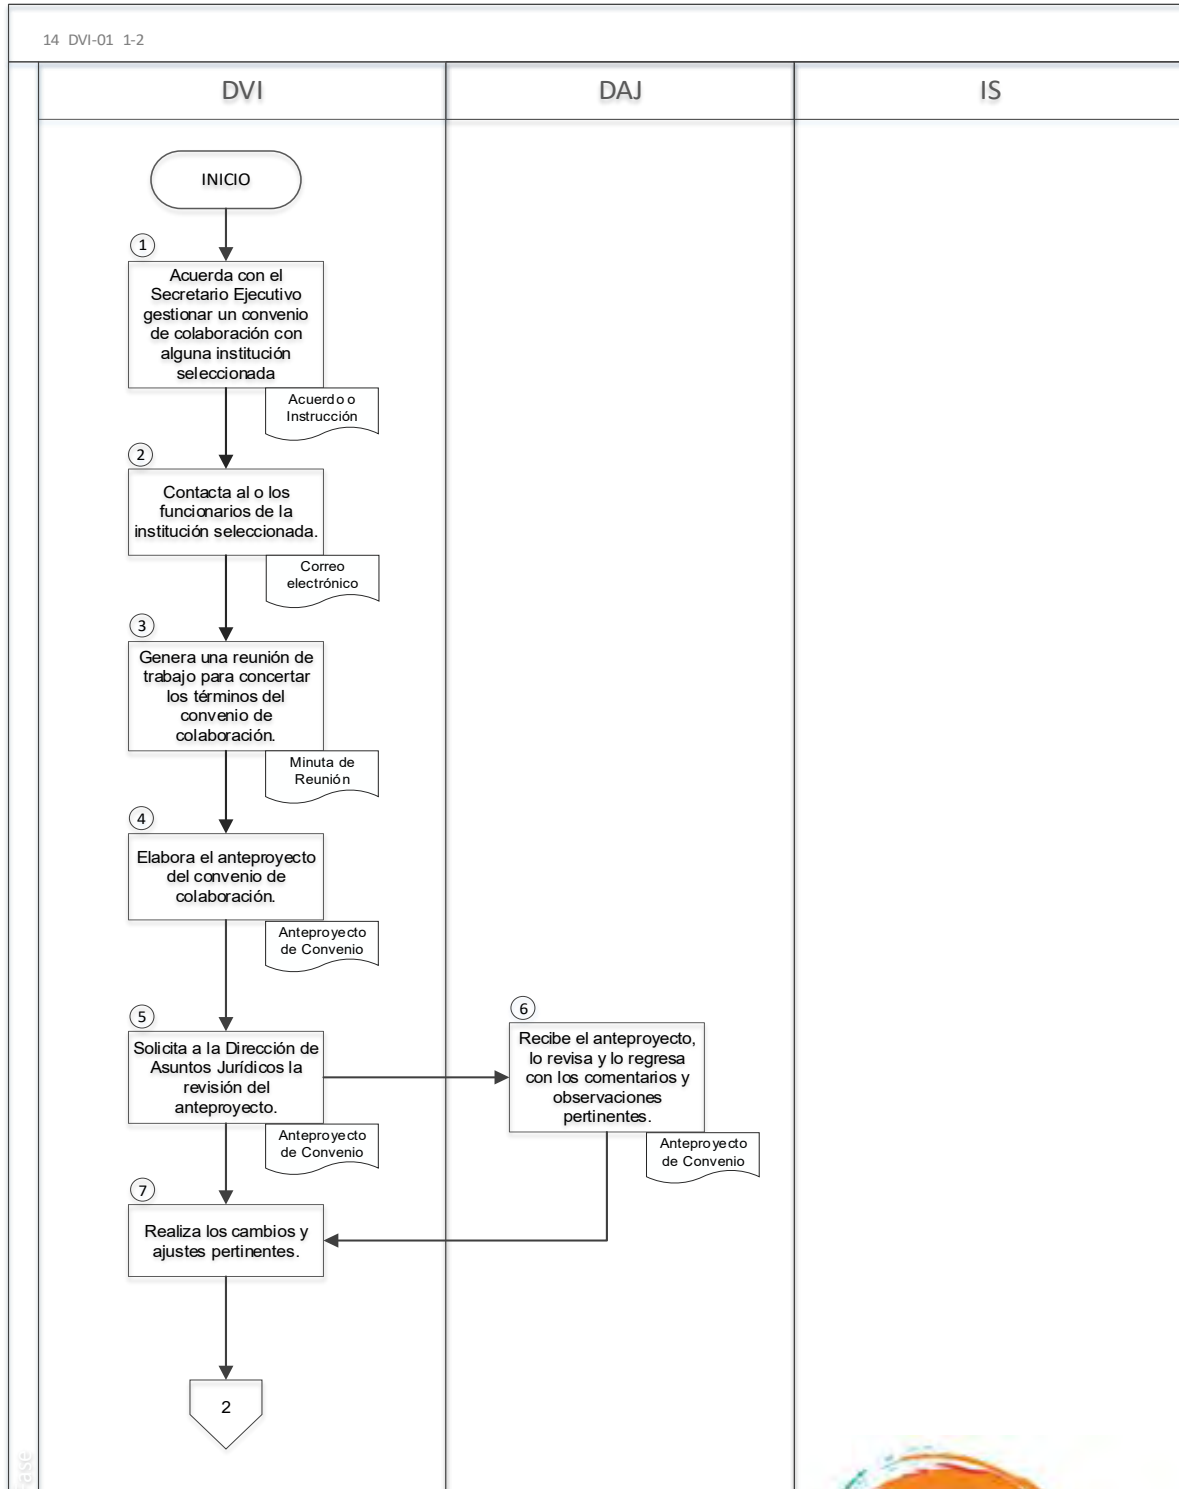 14 DVI-01 1-2
DVI
DAJ
IS
INICIO
1
Acuerda con el
Secretario Ejecutivo
gestionar un convenio
de colaboración con
alguna institución
seleccionada
Acuerdo o
Instrucción
2
Contacta al o los
funcionarios de la
institución seleccionada.
Correo
electrónico
3
Genera una reunión de
trabajo para concertar
los términos del
convenio de
colaboración.
Minuta de
Reunión
4
Elabora el anteproyecto
del convenio de
colaboración.
Anteproyecto
de Convenio
5
Solicita a la Dirección de
Asuntos Jurídicos la
revisión del
anteproyecto.
Anteproyecto
de Convenio
6
Recibe el anteproyecto,
lo revisa y lo regresa
con los comentarios y
observaciones
pertinentes.
Anteproyecto
de Convenio
7
Realiza los cambios y
ajustes pertinentes.
2